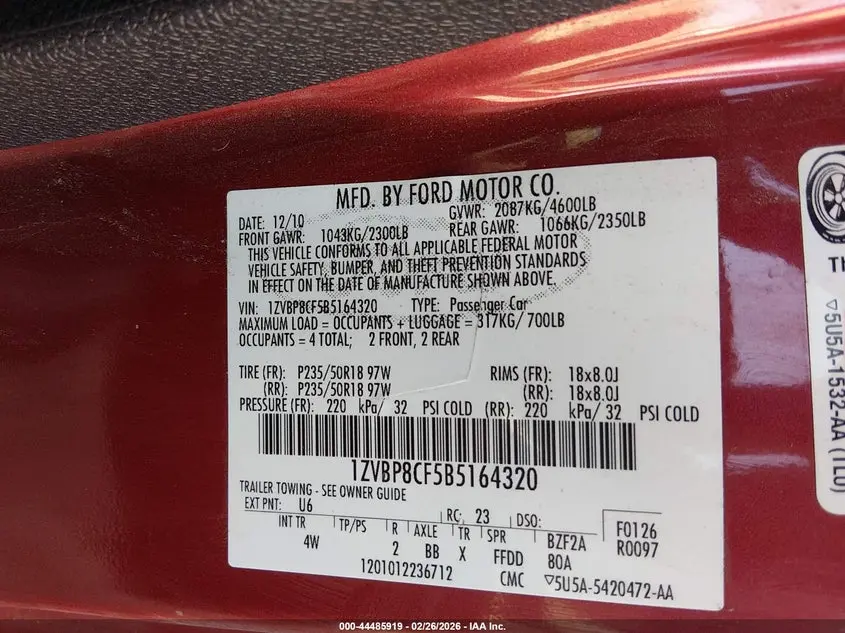 MFD. BY FORD MOTOR CO.
DATE: 12/10 GVWR: 2087KG/4600LB
FRONT GAWR: 1043KG/2300LB REAR GAWR: 1066KG/2350LB
THIS VEHICLE CONFORMS TO ALL APPLICABLE FEDERAL MOTOR
VEHICLE SAFETY, BUMPER, AND THEFT PREVENTION STANDARDS
IN EFFECT ON THE DATE OF MANUFACTURE SHOWN ABOVE.
VIN: 1ZVBP8CF5B5164320 TYPE: Passenger Car
MAXIMUM LOAD = OCCUPANTS + LUGGAGE = 317KG/ 700LB
OCCUPANTS = 4 TOTAL; 2 FRONT, 2 REAR
TIRE (FR): P235/50R18 97W RIMS (FR): 18x8.0J
(RR): P235/50R18 97W (RR): 18x8.0J
PRESSURE (FR): 220 kPa/ 32 PSI COLD (RR): 220 kPa/ 32 PSI COLD
1ZVBP8CF5B5164320
TRAILER TOWING - SEE OWNER GUIDE
EXT PNT: U6 RC: 23 DSO: F0126
INT TR TP/PS R AXLE TR SPR BZF2A R0097
4W 2 BB X FFDD 80A
1201012236712 CMC ▽5U5A-5420472-AA
TH
▽5U5A-1532-AA (TL0)
000-44485919 - 02/26/2026 - IAA Inc.